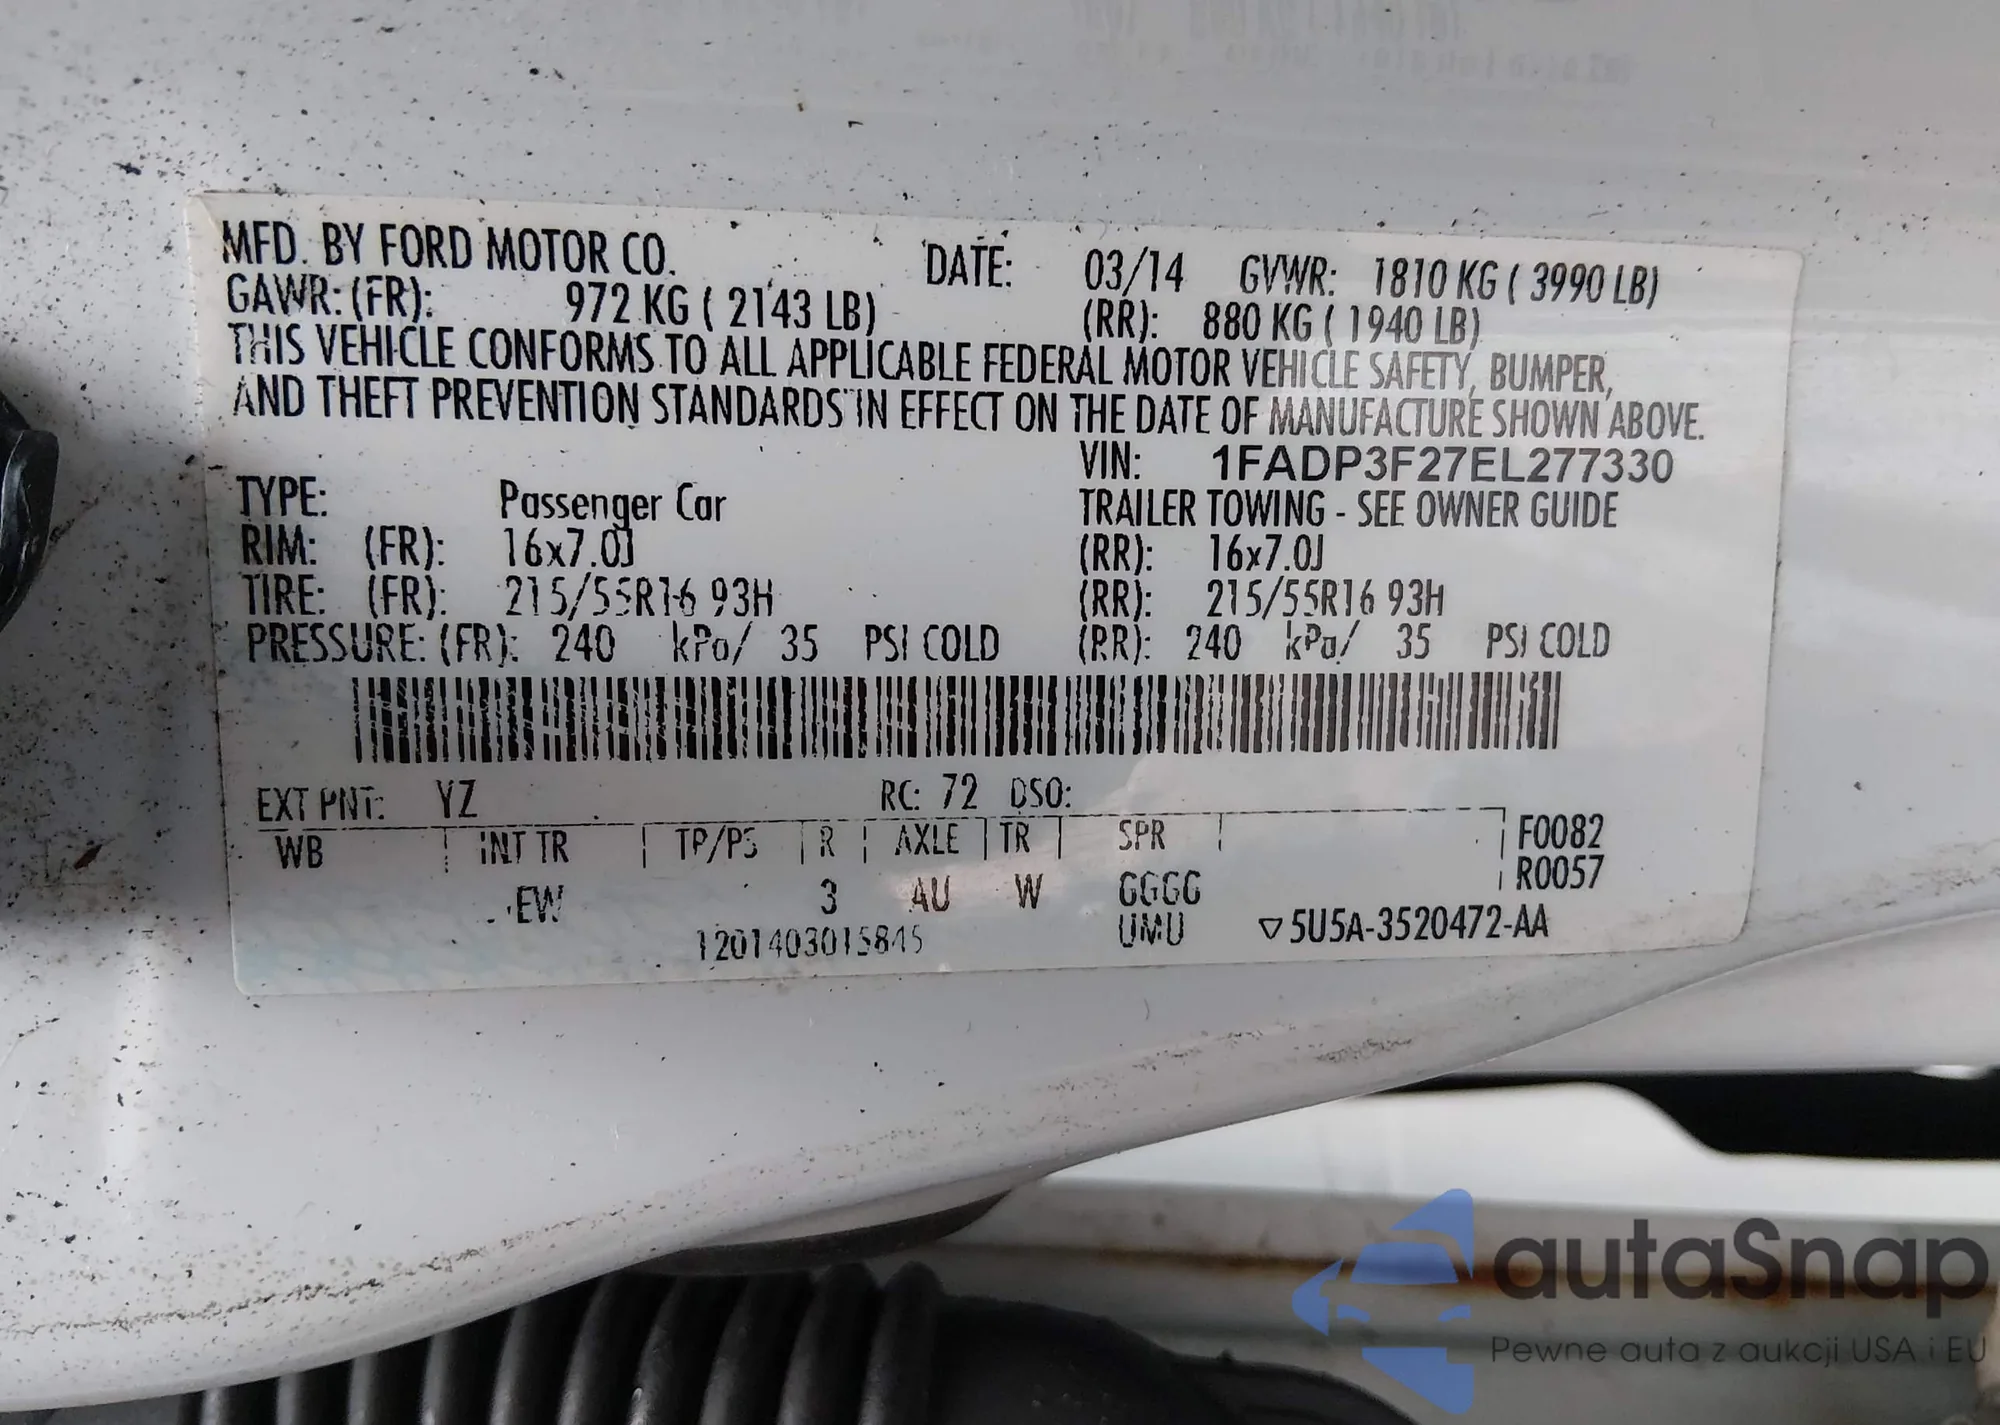 MFD. BY FORD MOTOR CO. DATE: 03/14 GVWR: 1810 KG ( 3990 LB)
GAWR: (FR): 972 KG ( 2143 LB) (RR): 880 KG ( 1940 LB)
THIS VEHICLE CONFORMS TO ALL APPLICABLE FEDERAL MOTOR VEHICLE SAFETY, BUMPER,
AND THEFT PREVENTION STANDARDS IN EFFECT ON THE DATE OF MANUFACTURE SHOWN ABOVE.
VIN: 1FADP3F27EL277330
TYPE: Passenger Car TRAILER TOWING - SEE OWNER GUIDE
RIM: (FR): 16x7.0J (RR): 16x7.0J
TIRE: (FR): 215/55R16 93H (RR): 215/55R16 93H
PRESSURE: (FR): 240 kPa/ 35 PSI COLD (RR): 240 kPa/ 35 PSI COLD
EXT PNT: YZ RC: 72 DSO:
WB INT TR TP/PS R AXLE TR SPR F0082
R0057
EW 3 AU W GGGG
1201403015845 UMU ▽5U5A-3520472-AA
autaSnap
Pewne auta z aukcji USA i EU